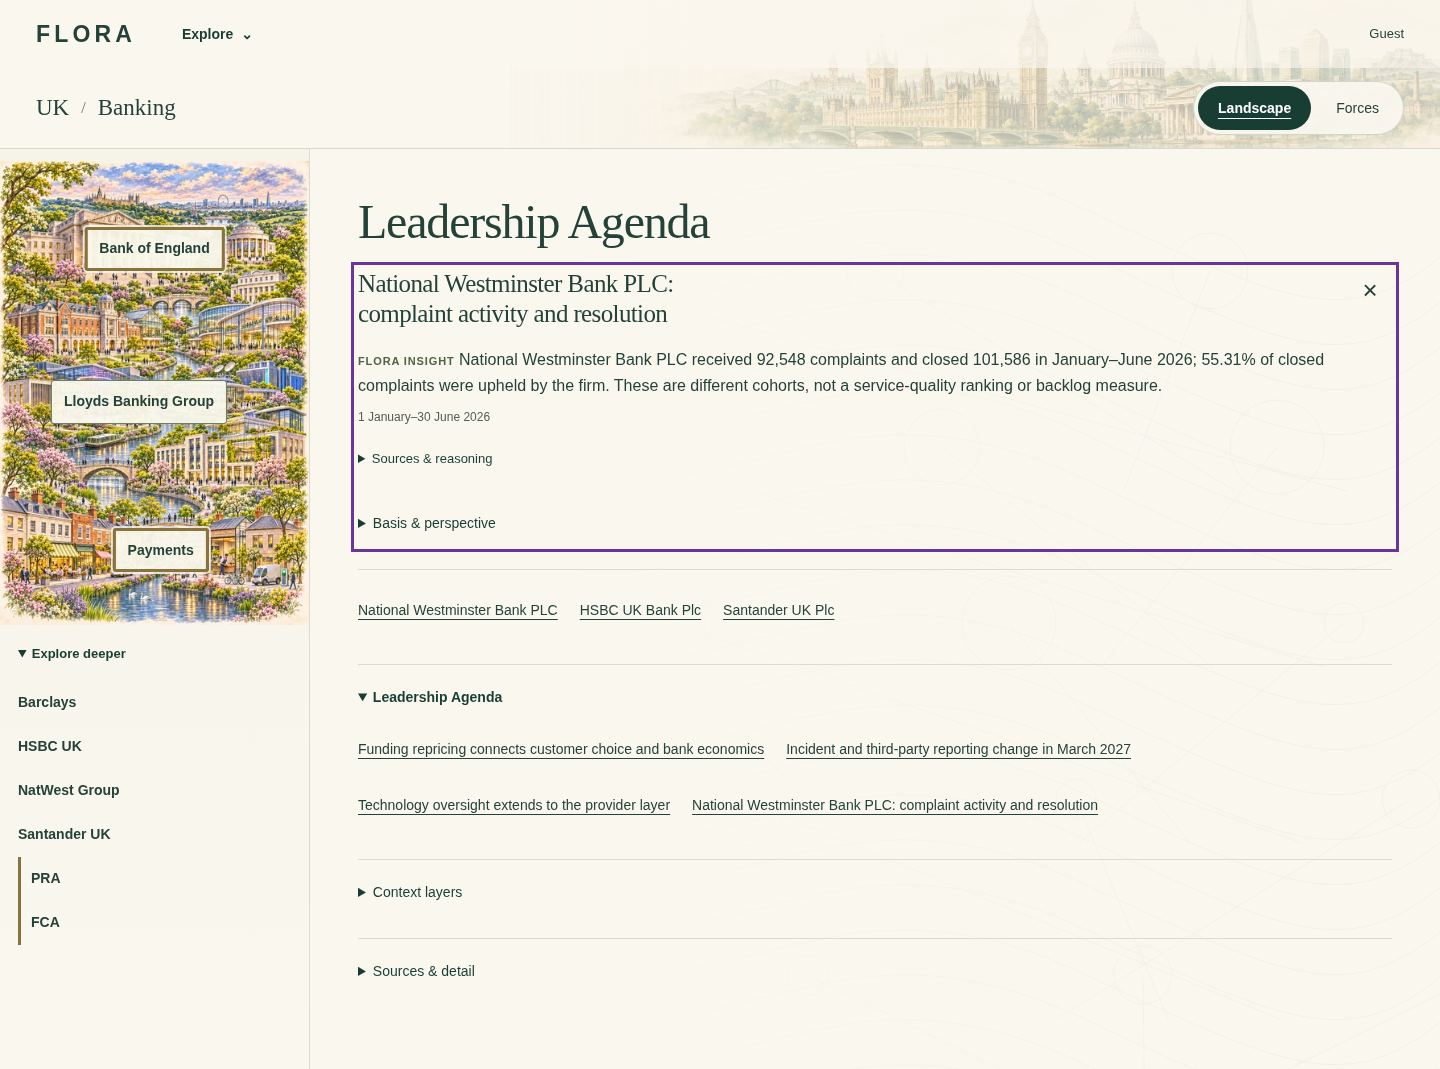 FLORA
Explore
Guest
UK / Banking
Landscape
Forces
Bank of England
Lloyds Banking Group
Payments
Explore deeper
Barclays
HSBC UK
NatWest Group
Santander UK
PRA
FCA
Leadership Agenda
National Westminster Bank PLC:
complaint activity and resolution
FLORA INSIGHT National Westminster Bank PLC received 92,548 complaints and closed 101,586 in January–June 2026; 55.31% of closed
complaints were upheld by the firm. These are different cohorts, not a service-quality ranking or backlog measure.
1 January–30 June 2026
Sources & reasoning
Basis & perspective
National Westminster Bank PLC HSBC UK Bank Plc Santander UK Plc
Leadership Agenda
Funding repricing connects customer choice and bank economics Incident and third-party reporting change in March 2027
Technology oversight extends to the provider layer National Westminster Bank PLC: complaint activity and resolution
Context layers
Sources & detail